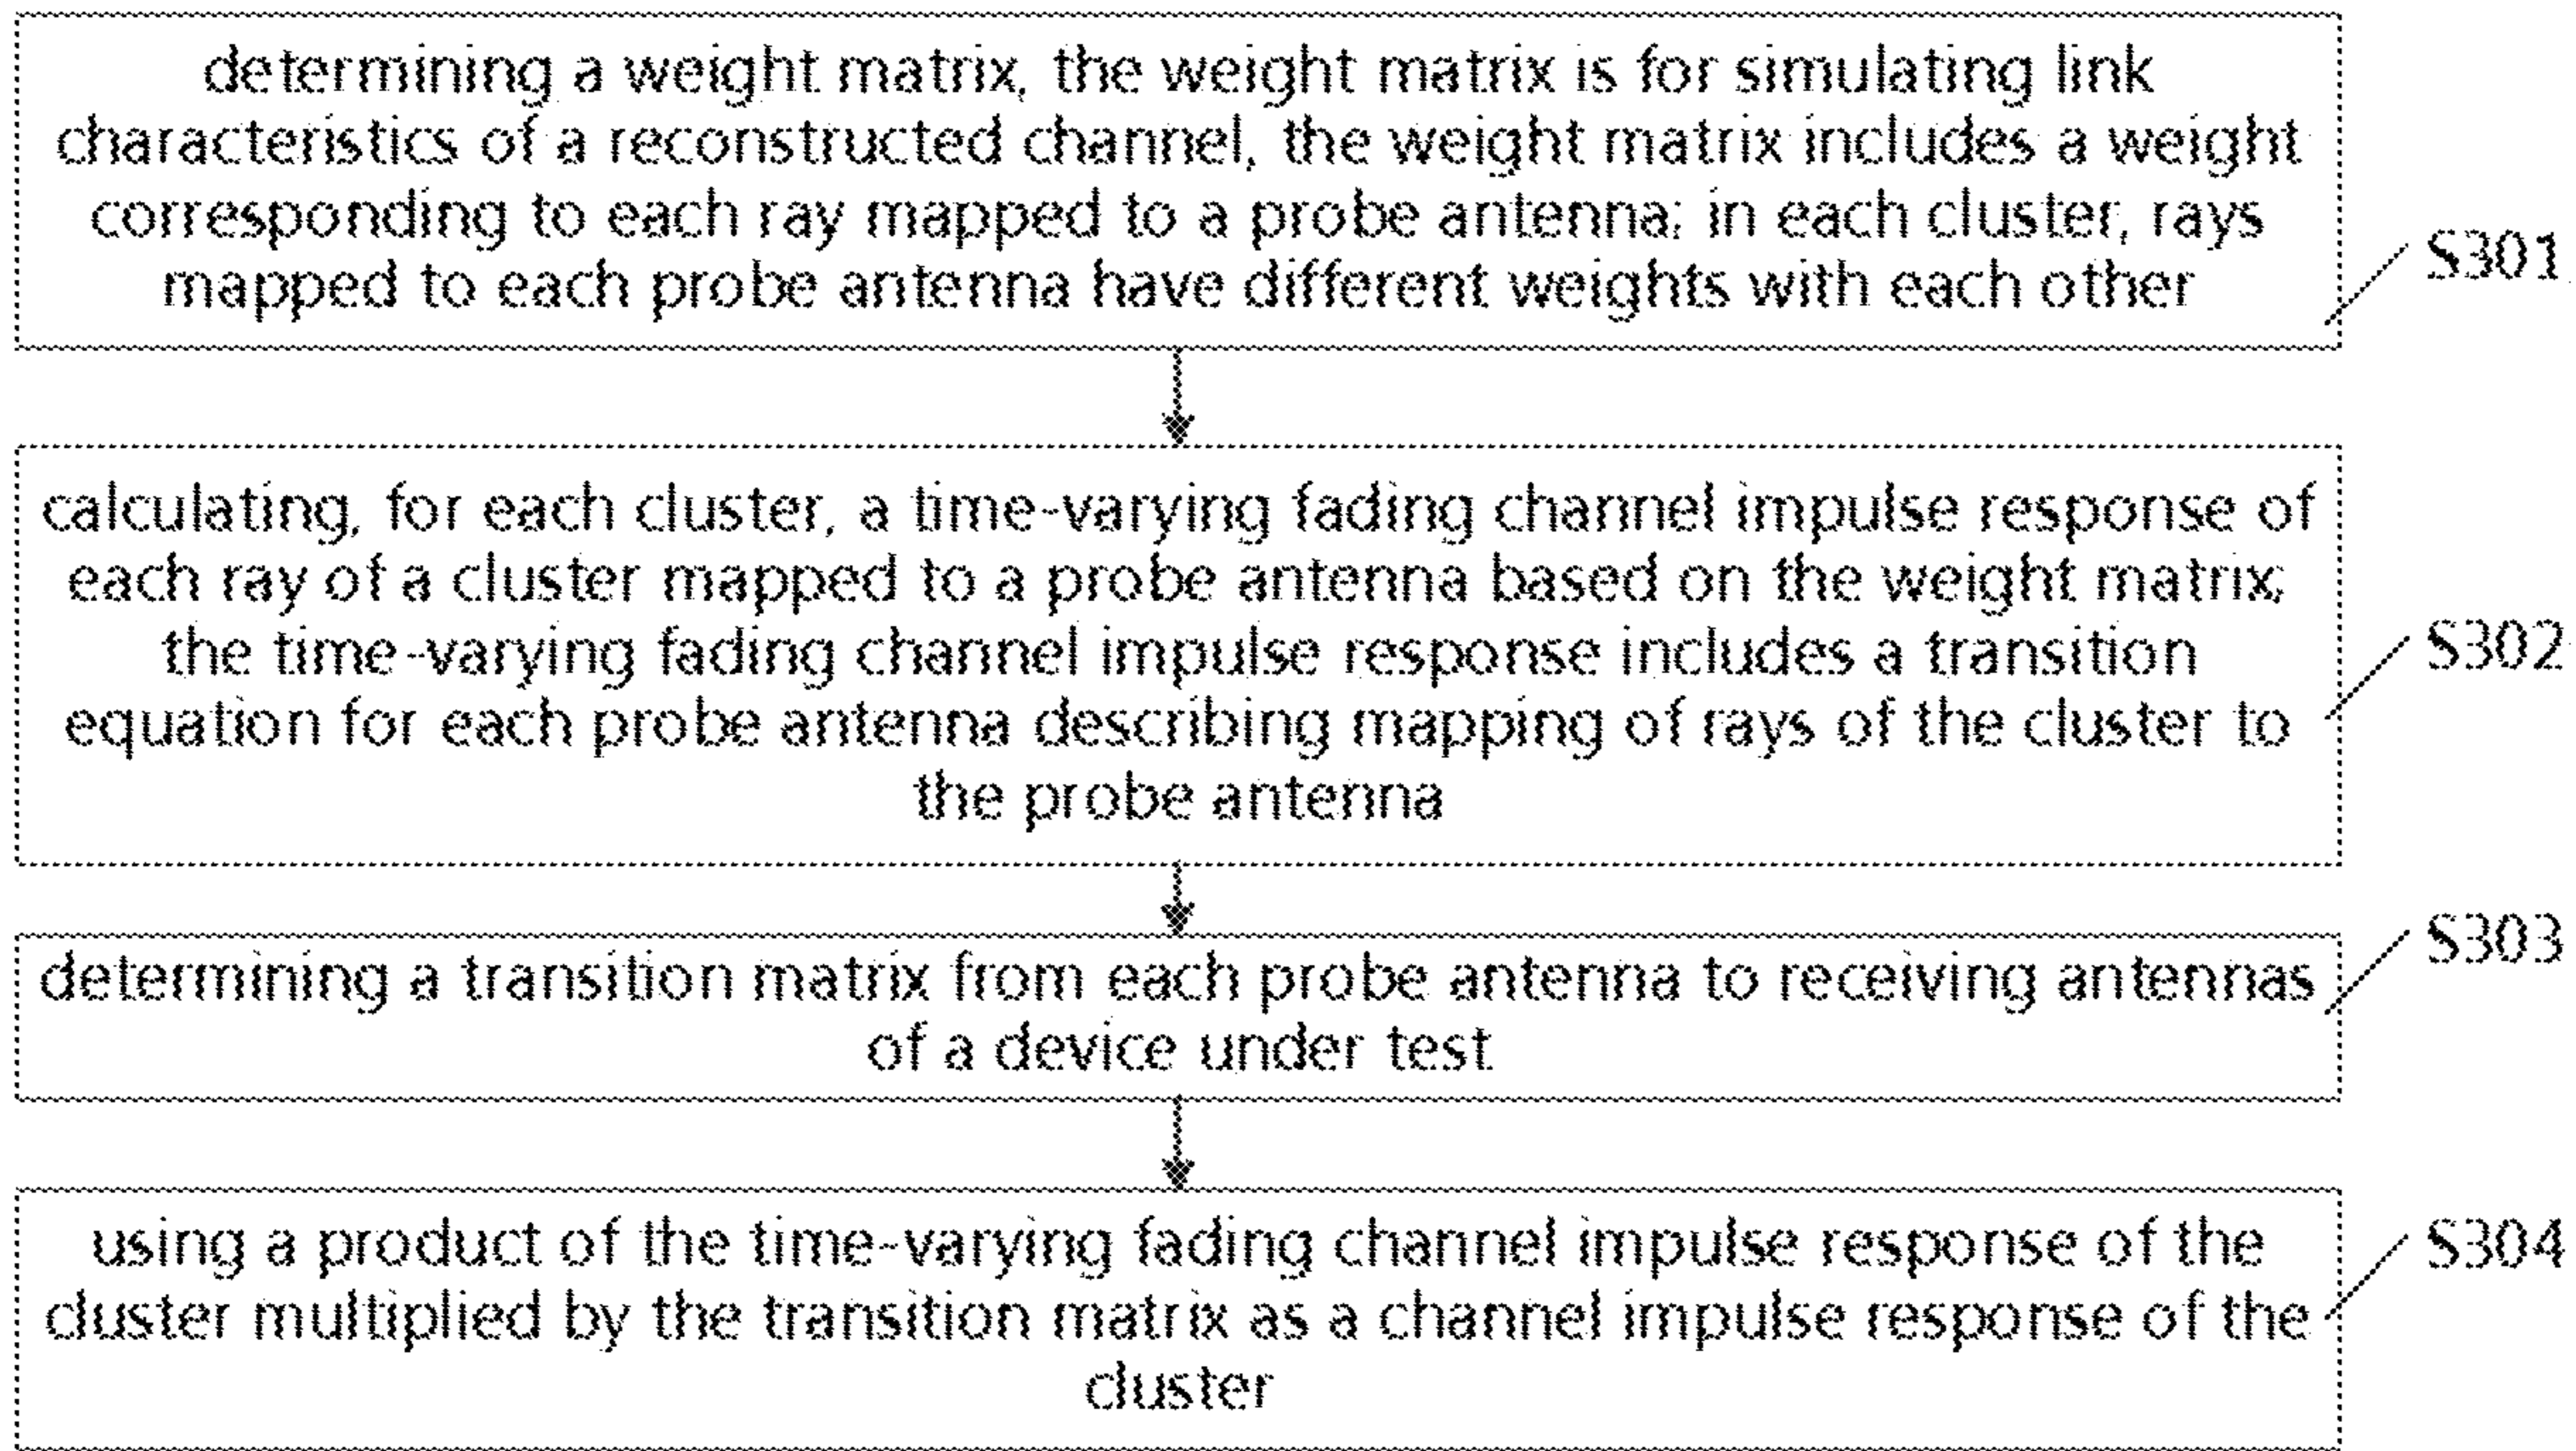 determining a weight matrix, the weight matrix is for simulating link
characteristics of a reconstructed channel, the weight matrix includes a weight
corresponding to each ray mapped to a probe antenna; in each cluster, rays
mapped to each probe antenna have different weights with each other
S301
calculating, for each cluster, a time-varying fading channel impulse response of
each ray of a cluster mapped to a probe antenna based on the weight matrix;
the time-varying fading channel impulse response includes a transition
equation for each probe antenna describing mapping of rays of the cluster to
the probe antenna
S302
determining a transition matrix from each probe antenna to receiving antennas
of a device under test
S303
using a product of the time-varying fading channel impulse response of the
cluster multiplied by the transition matrix as a channel impulse response of the
cluster
S304